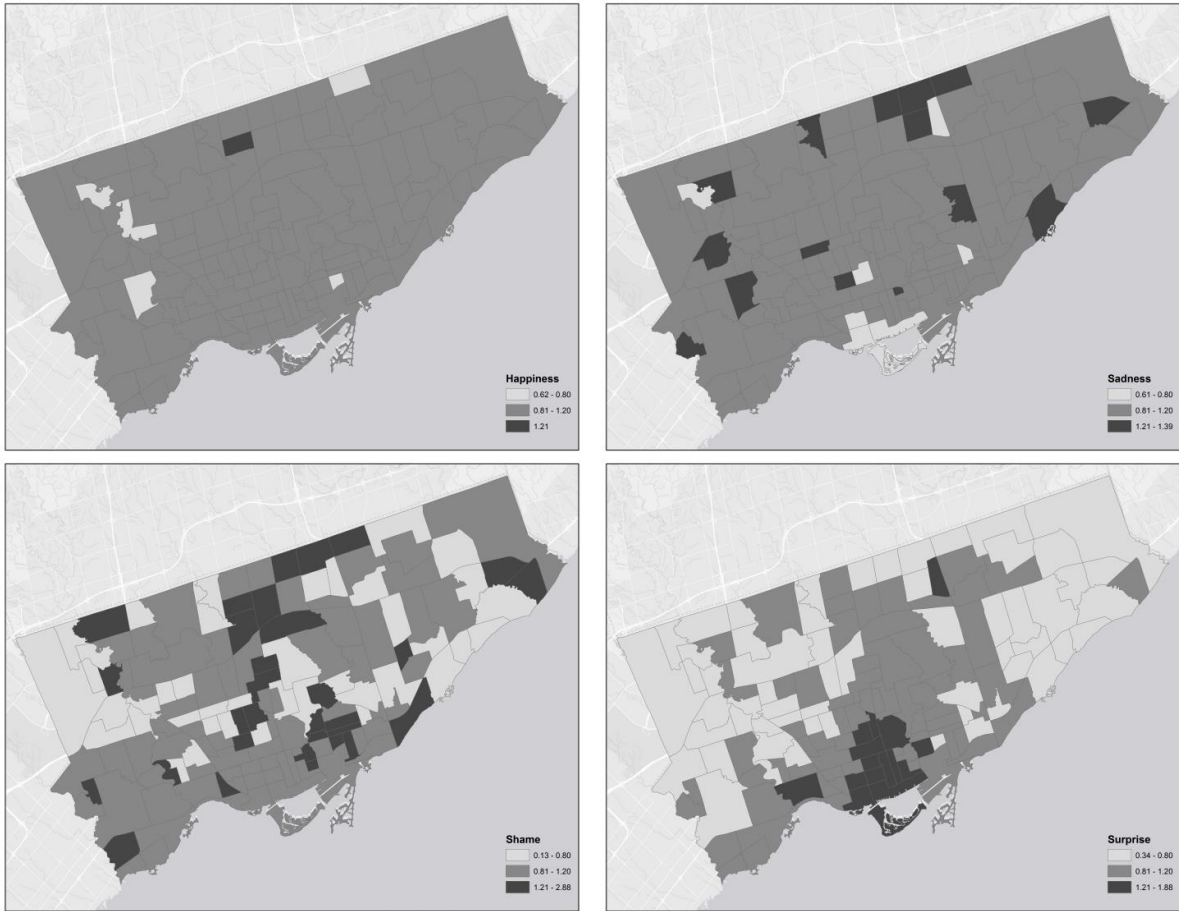 Happiness
0.62 - 0.80
0.81 - 1.20
1.21
Sadness
0.61 - 0.80
0.81 - 1.20
1.21 - 1.39
Shame
0.13 - 0.80
0.81 - 1.20
1.21 - 2.88
Surprise
0.34 - 0.80
0.81 - 1.20
1.21 - 1.88